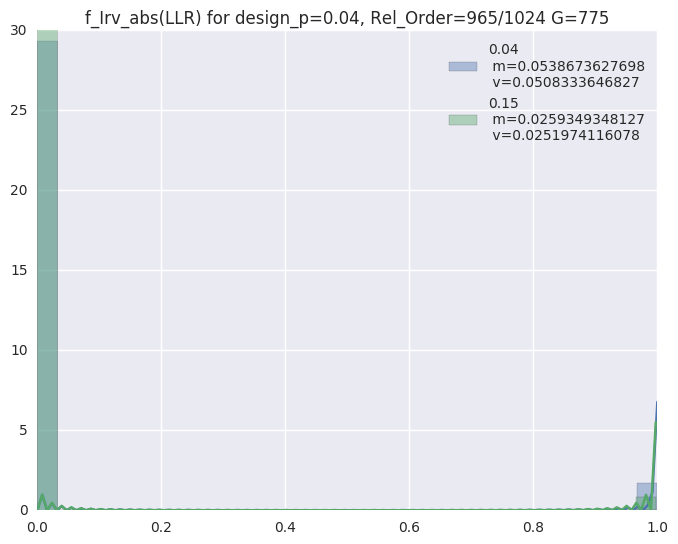 f_Irv_abs(LLR) for design_p=0.04, Rel_Order=965/1024 G=775
0.04
m=0.0538673627698
v=0.0508333646827
0.15
m=0.0259349348127
v=0.0251974116078
30
25
20
15
10
5
0
0.0 0.2 0.4 0.6 0.8 1.0